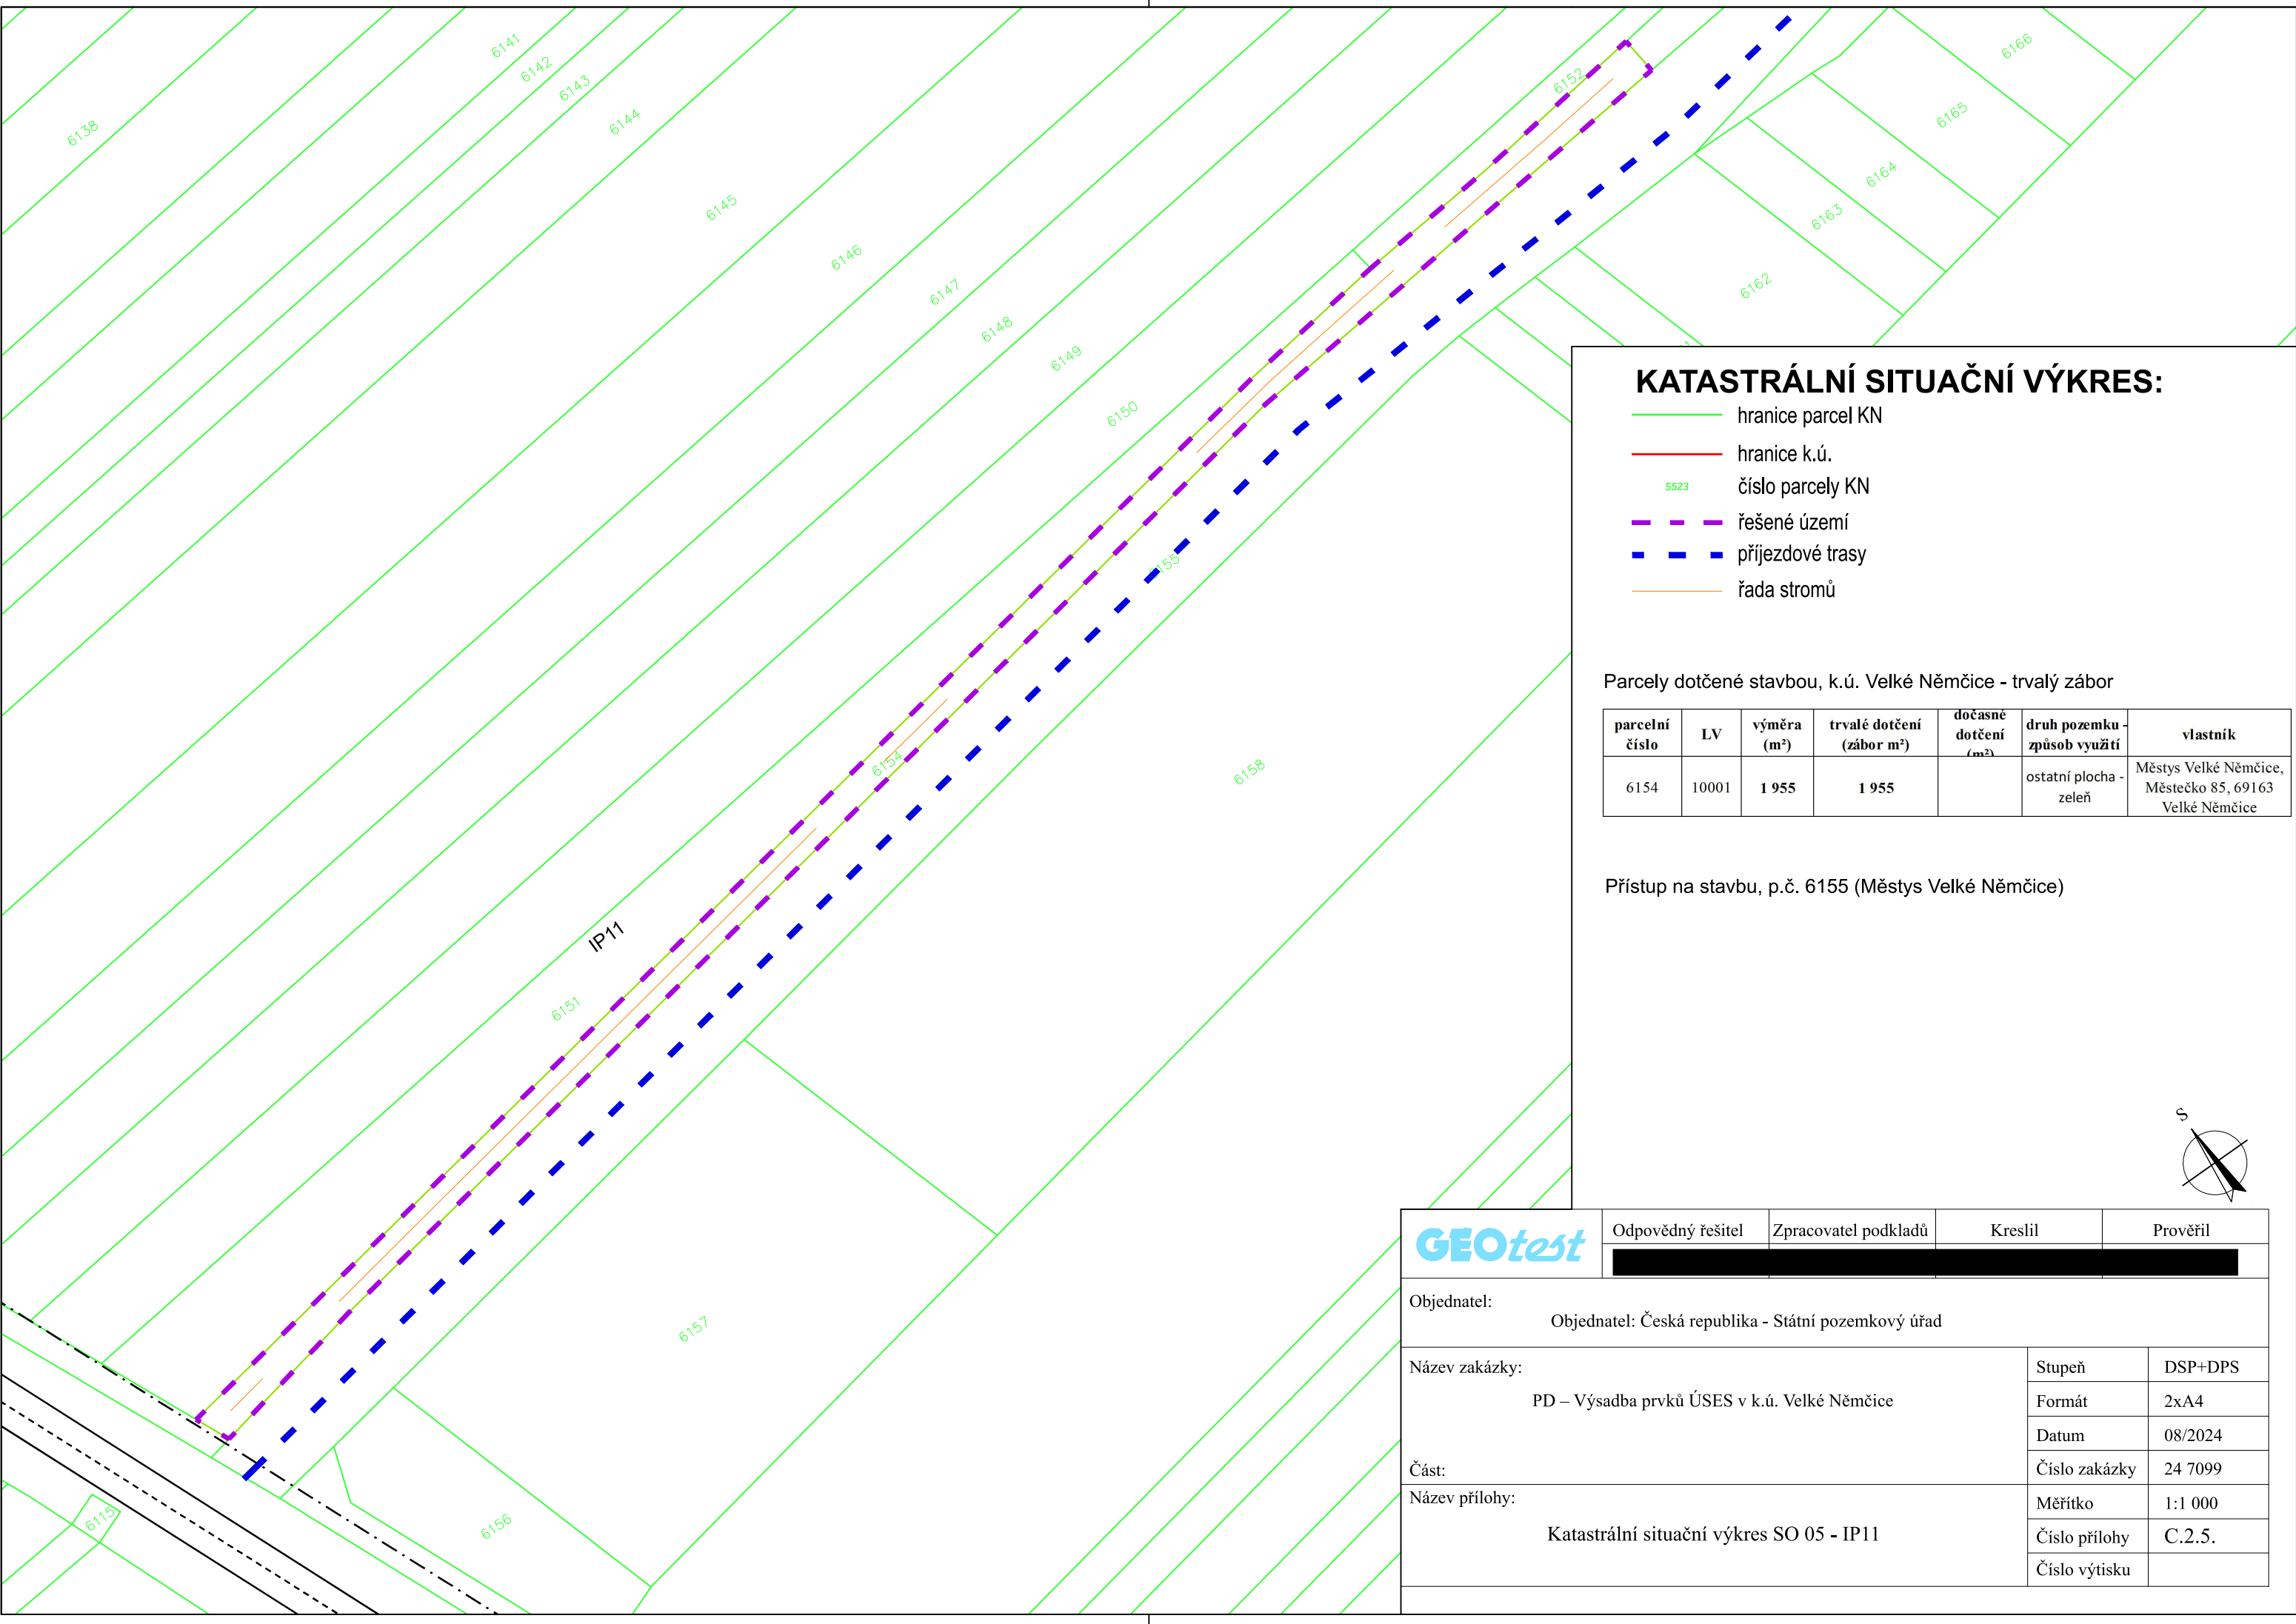 6141
6142
6143
6138
6144
6145
6146
6147
6148
6149
6150
6152
6166
6165
6164
6163
6162
6154
6158
IP11
6151
6157
6156
6115
KATASTRÁLNÍ SITUAČNÍ VÝKRES:
hranice parcel KN
hranice k.ú.
5523 číslo parcely KN
řešené území
příjezdové trasy
řada stromů
Parcely dotčené stavbou, k.ú. Velké Němčice - trvalý zábor
parcelní číslo LV výměra (m²) trvalé dotčení (zábor m²) dočasné dotčení (m²) druh pozemku - způsob využití vlastník
6154 10001 1 955 1 955 ostatní plocha - zeleň Městys Velké Němčice, Městečko 85, 69163 Velké Němčice
Přístup na stavbu, p.č. 6155 (Městys Velké Němčice)
S
GEOtest
Odpovědný řešitel Zpracovatel podkladů Kreslil Prověřil
Objednatel:
Objednatel: Česká republika - Státní pozemkový úřad
Název zakázky:
PD – Výsadba prvků ÚSES v k.ú. Velké Němčice
Část:
Název přílohy:
Katastrální situační výkres SO 05 - IP11
Stupeň DSP+DPS
Formát 2xA4
Datum 08/2024
Číslo zakázky 24 7099
Měřítko 1:1 000
Číslo přílohy C.2.5.
Číslo výtisku